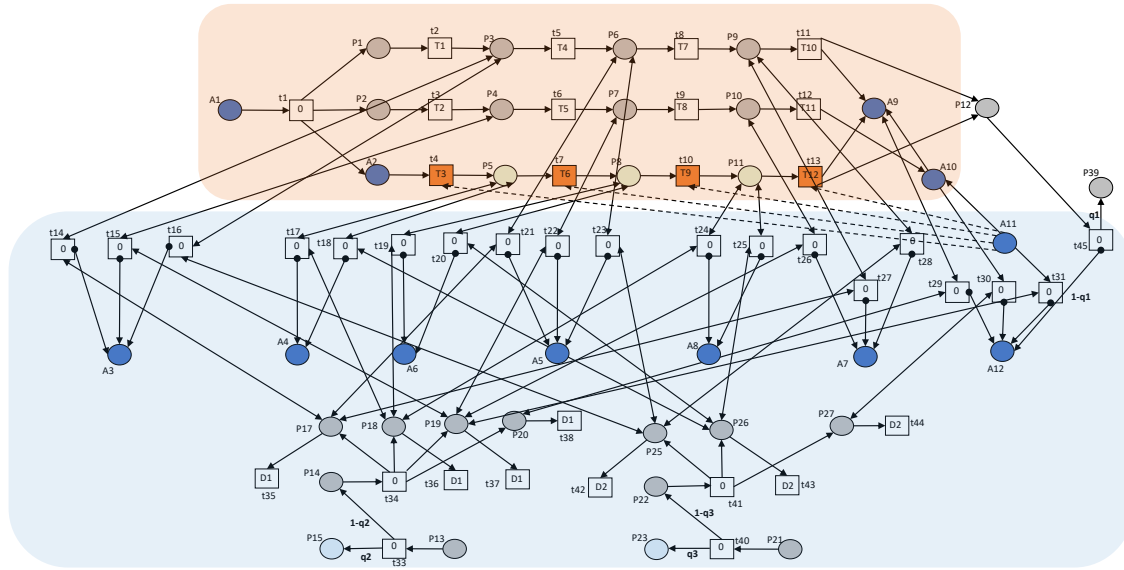 t2 t5 t8 t11
P1 T1 P3 T4 P6 T7 P9 T10
A1 t1 0 P2 t3 T2 P4 t6 T5 P7 t9 T8 P10 t12 T11 A9 P12
A2 t4 T3 P5 t7 T6 P8 t10 T9 P11 t13 T12 A10 P39
q1
t14 0 t15 0 t16 0 t17 0 t18 0 t19 0 t20 0 t21 0 t22 0 t23 0 t24 0 t25 0 t26 0 t28 0 A11 t45 0
t27 0 t29 0 t30 0 t31 0 1-q1
A3 A4 A6 A5 A8 A7 A12
P17 P18 P19 P20 D1 t38 P25 P26 P27 D2 t44
D1 t35 P14 0 t34 t36 D1 t37 D1 t42 D2 P22 0 t41 D2 t43
1-q2 1-q3
P15 q2 0 t33 P13 P23 q3 0 t40 P21